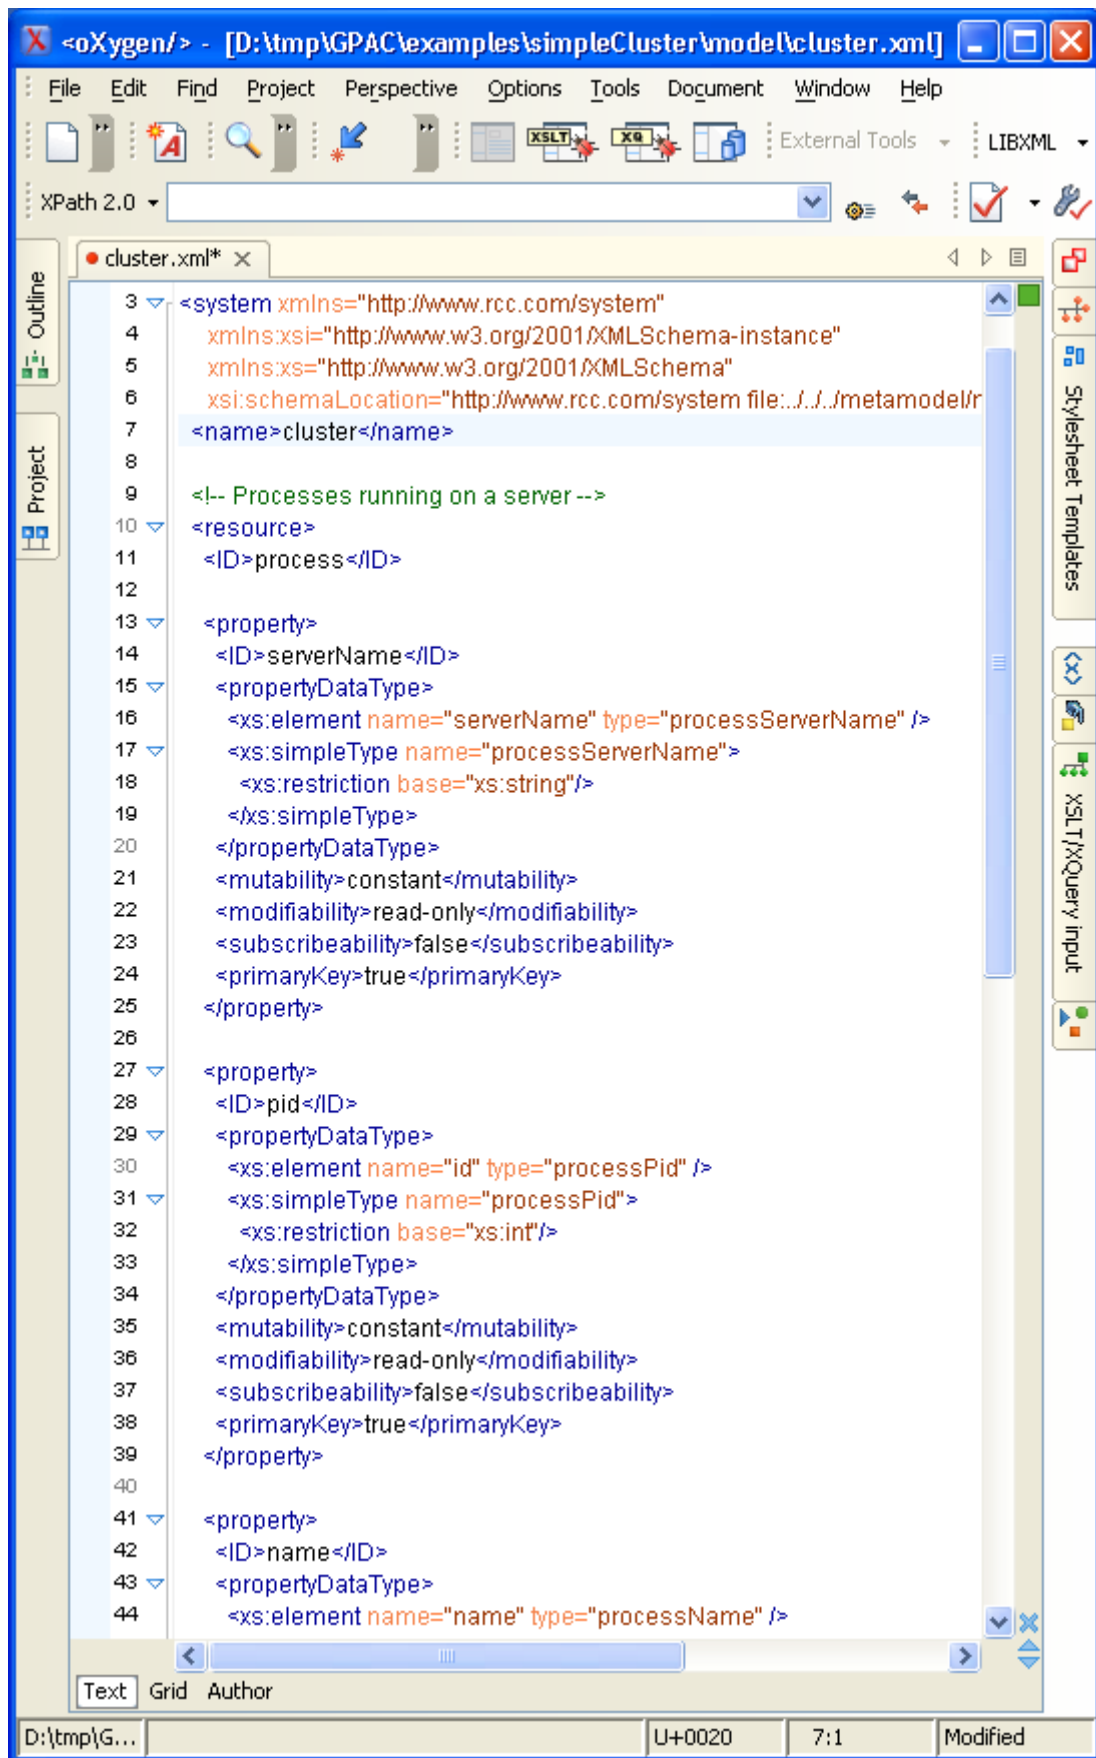 <oXygen/> - [D:\tmp\GPAC\examples\simpleCluster\model\cluster.xml]
File Edit Find Project Perspective Options Tools Document Window Help
XSLT XQ External Tools LIBXML
XPath 2.0
cluster.xml*
Outline
Project
Stylesheet Templates
XSLT/XQuery input
3 <system xmlns="http://www.rcc.com/system"
4 xmlns:xsi="http://www.w3.org/2001/XMLSchema-instance"
5 xmlns:xs="http://www.w3.org/2001/XMLSchema"
6 xsi:schemaLocation="http://www.rcc.com/system file:../../../metamodel/r
7 <name>cluster</name>
8
9 <!-- Processes running on a server -->
10 <resource>
11 <ID>process</ID>
12
13 <property>
14 <ID>serverName</ID>
15 <propertyDataType>
16 <xs:element name="serverName" type="processServerName" />
17 <xs:simpleType name="processServerName">
18 <xs:restriction base="xs:string"/>
19 </xs:simpleType>
20 </propertyDataType>
21 <mutability>constant</mutability>
22 <modifiability>read-only</modifiability>
23 <subscribeability>false</subscribeability>
24 <primaryKey>true</primaryKey>
25 </property>
26
27 <property>
28 <ID>pid</ID>
29 <propertyDataType>
30 <xs:element name="id" type="processPid" />
31 <xs:simpleType name="processPid">
32 <xs:restriction base="xs:int"/>
33 </xs:simpleType>
34 </propertyDataType>
35 <mutability>constant</mutability>
36 <modifiability>read-only</modifiability>
37 <subscribeability>false</subscribeability>
38 <primaryKey>true</primaryKey>
39 </property>
40
41 <property>
42 <ID>name</ID>
43 <propertyDataType>
44 <xs:element name="name" type="processName" />
Text Grid Author
D:\tmp\G... U+0020 7:1 Modified